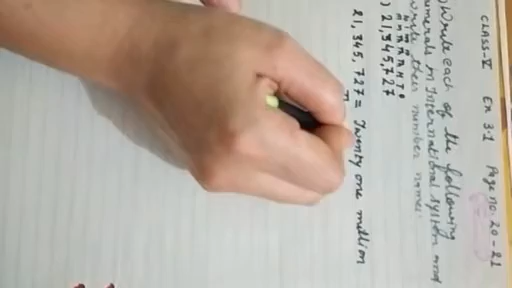 CLASS-V Ex 3.1 Page no. 20-21
Write each of the following
numerals in International system and
write their number names.
) 21,345,727
21,345,727 = Twenty one million